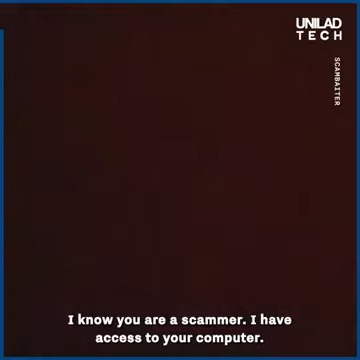 UNILAD
TECH
SCAMBAITER
I know you are a scammer. I have
access to your computer.